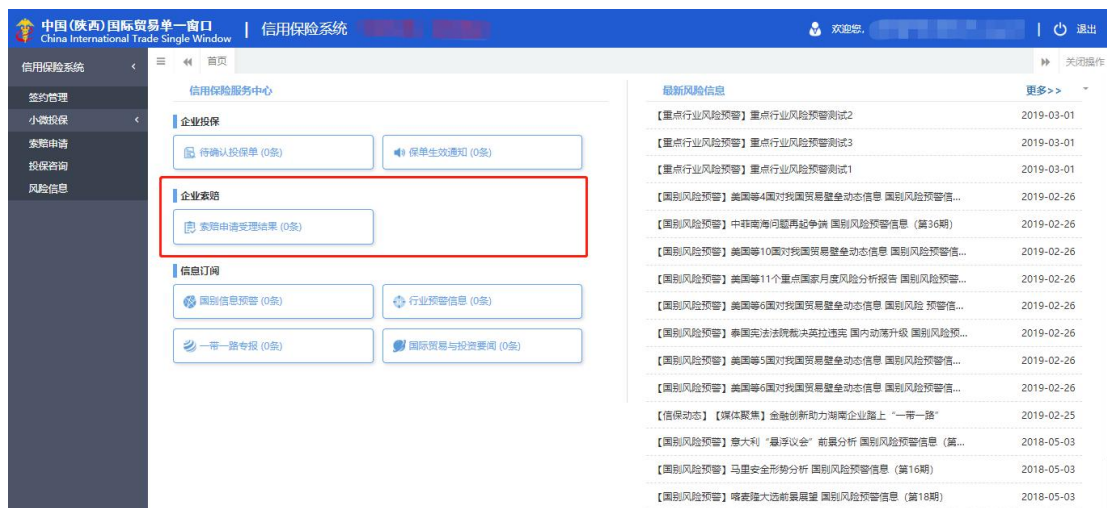 中国(陕西)国际贸易单一窗口 | 信用保险系统
China International Trade Single Window
欢迎您,
退出
信用保险系统
首页
关闭操作
签约管理
小微投保
索赔申请
投保咨询
风险信息
信用保险服务中心
企业投保
待确认投保单 (0条)
保单生效通知 (0条)
企业索赔
索赔申请受理结果 (0条)
信息订阅
国别信息预警 (0条)
行业预警信息 (0条)
一带一路专报 (0条)
国际贸易与投资要闻 (0条)
最新风险信息 更多>>
【重点行业风险预警】重点行业风险预警测试2 2019-03-01
【重点行业风险预警】重点行业风险预警测试3 2019-03-01
【重点行业风险预警】重点行业风险预警测试1 2019-03-01
【国别风险预警】美国等4国对我国贸易壁垒动态信息 国别风险预警信... 2019-02-26
【国别风险预警】中菲南海问题再起争端 国别风险预警信息（第36期） 2019-02-26
【国别风险预警】美国等10国对我国贸易壁垒动态信息 国别风险预警信... 2019-02-26
【国别风险预警】美国等11个重点国家月度风险分析报告 国别风险预警... 2019-02-26
【国别风险预警】美国等6国对我国贸易壁垒动态信息 国别风险 预警信... 2019-02-26
【国别风险预警】泰国宪法法院裁决英拉违宪 国内动荡升级 国别风险预... 2019-02-26
【国别风险预警】美国等5国对我国贸易壁垒动态信息 国别风险预警信... 2019-02-26
【国别风险预警】美国等6国对我国贸易壁垒动态信息 国别风险预警信... 2019-02-26
【信保动态】【媒体聚焦】金融创新助力湖南企业踏上“一带一路” 2019-02-25
【国别风险预警】意大利“悬浮议会”前景分析 国别风险预警信息（第... 2018-05-03
【国别风险预警】马里安全形势分析 国别风险预警信息（第16期） 2018-05-03
【国别风险预警】喀麦隆大选前景展望 国别风险预警信息（第18期） 2018-05-03